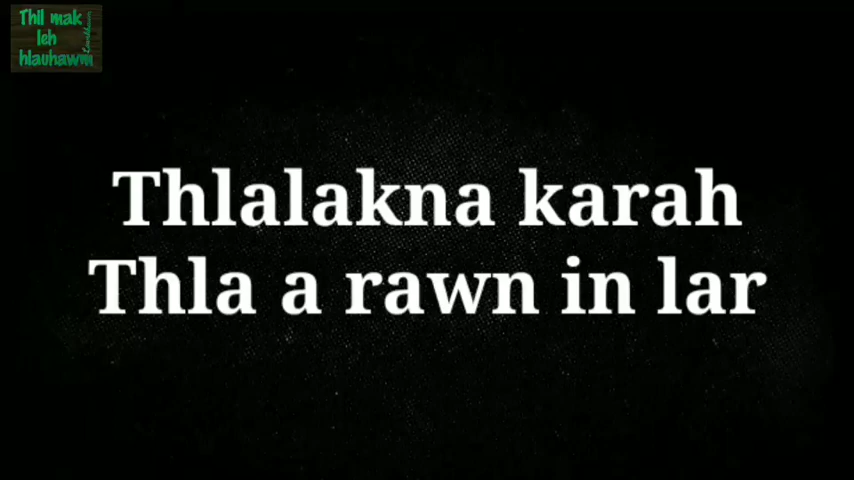 Thil mak
leh
hlauhawm
Thlalakna karah
Thla a rawn in lar